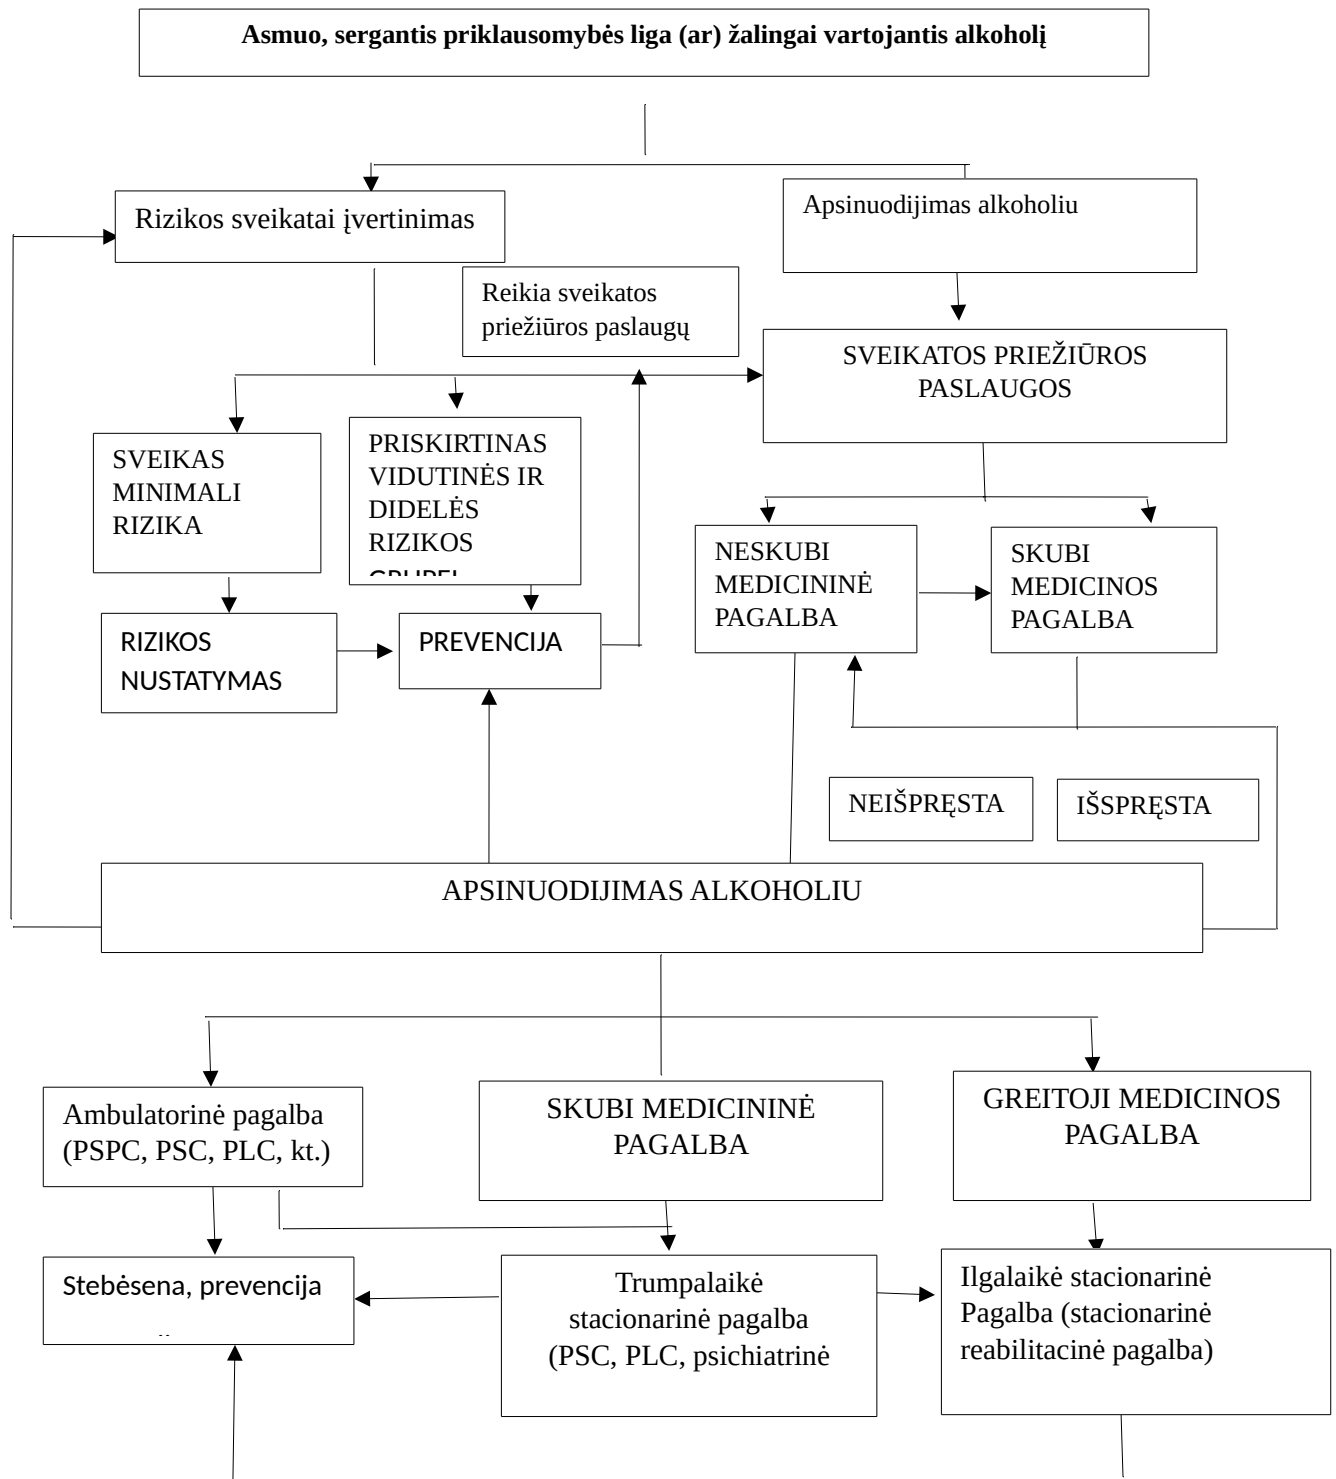 Asmuo, sergantis priklausomybės liga (ar) žalingai vartojantis alkoholį
Rizikos sveikatai įvertinimas
Apsinuodijimas alkoholiu
Reikia sveikatos
priežiūros paslaugų
SVEIKATOS PRIEŽIŪROS
PASLAUGOS
SVEIKAS
MINIMALI
RIZIKA
PRISKIRTINAS
VIDUTINĖS IR
DIDELĖS
RIZIKOS
NESKUBI
MEDICININĖ
PAGALBA
SKUBI
MEDICINOS
PAGALBA
RIZIKOS
NUSTATYMAS
PREVENCIJA
NEIŠPRĘSTA
IŠSPRĘSTA
APSINUODIJIMAS ALKOHOLIU
Ambulatorinė pagalba
(PSPC, PSC, PLC, kt.)
SKUBI MEDICININĖ
PAGALBA
GREITOJI MEDICINOS
PAGALBA
Stebėsena, prevencija
Trumpalaikė
stacionarinė pagalba
(PSC, PLC, psichiatrinė
Ilgalaikė stacionarinė
Pagalba (stacionarinė
reabilitacinė pagalba)